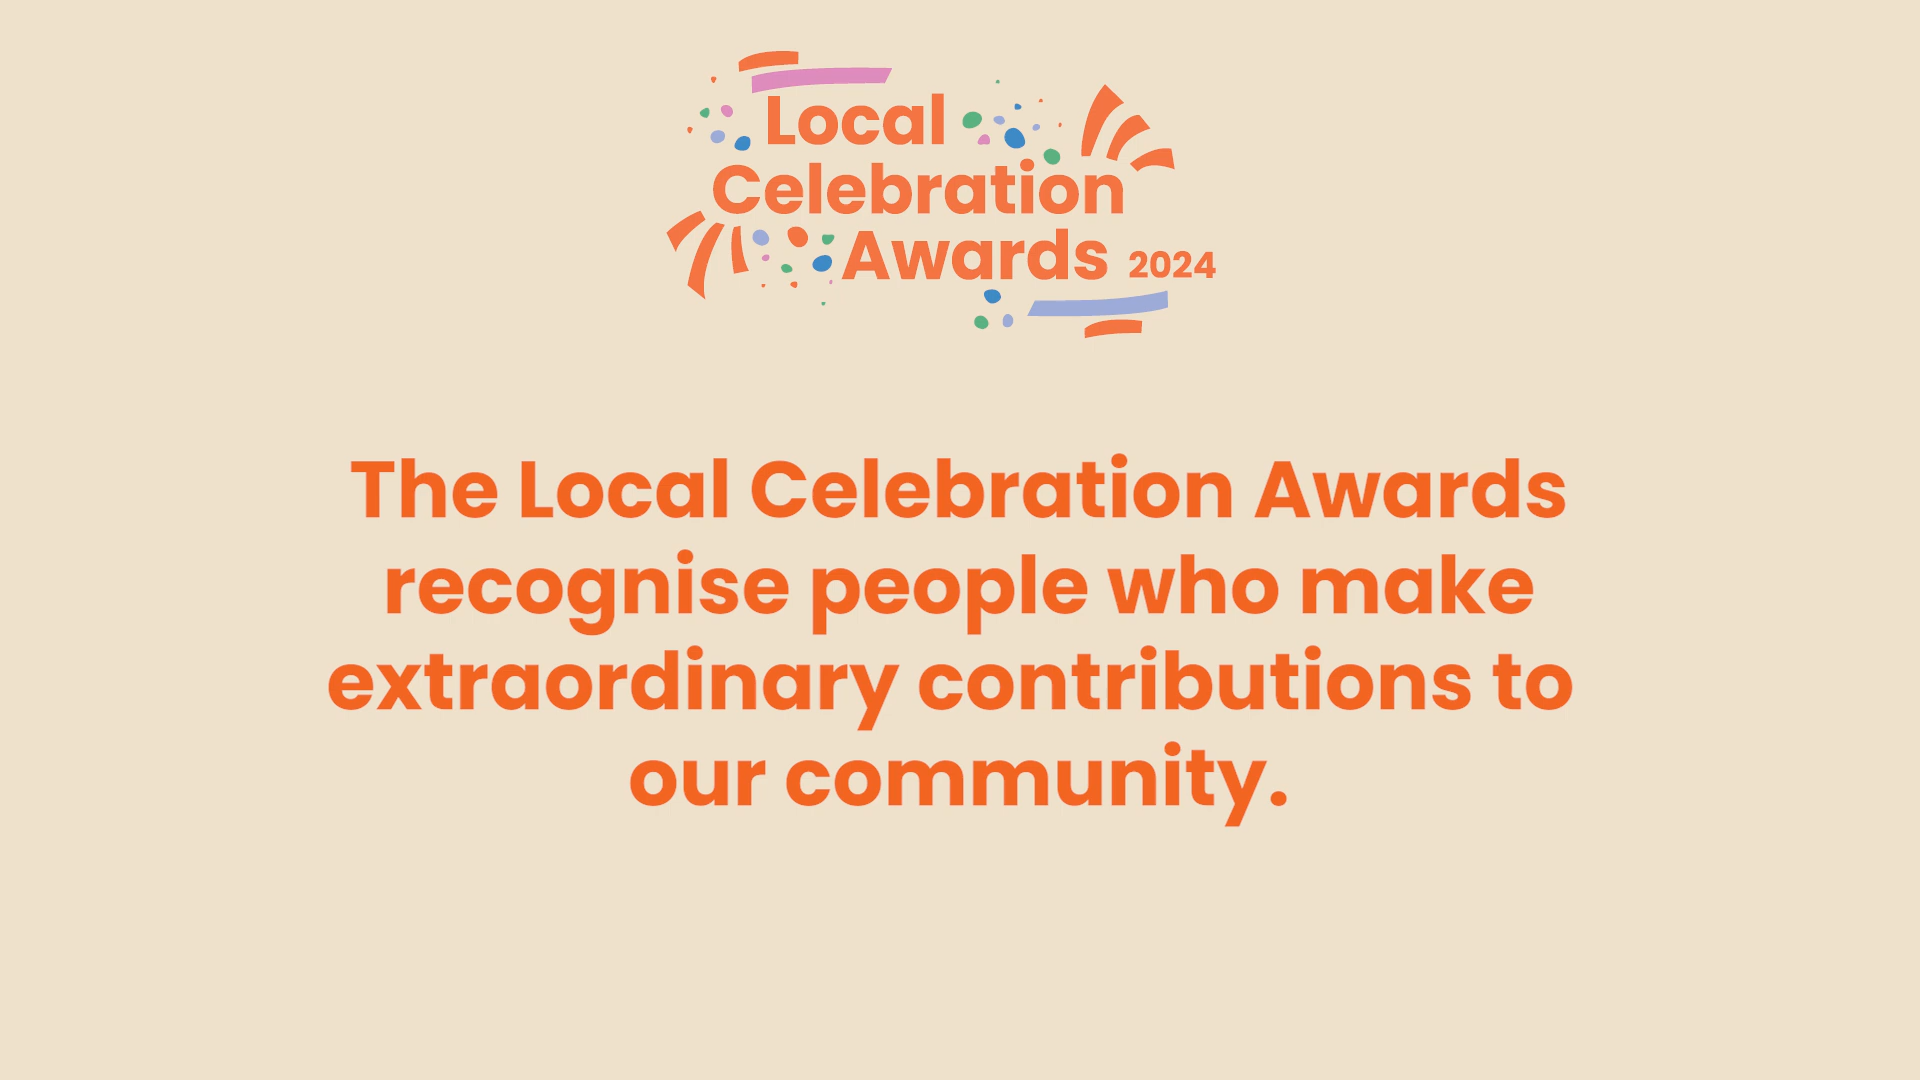 Local
Celebration
Awards 2024
The Local Celebration Awards
recognise people who make
extraordinary contributions to
our community.